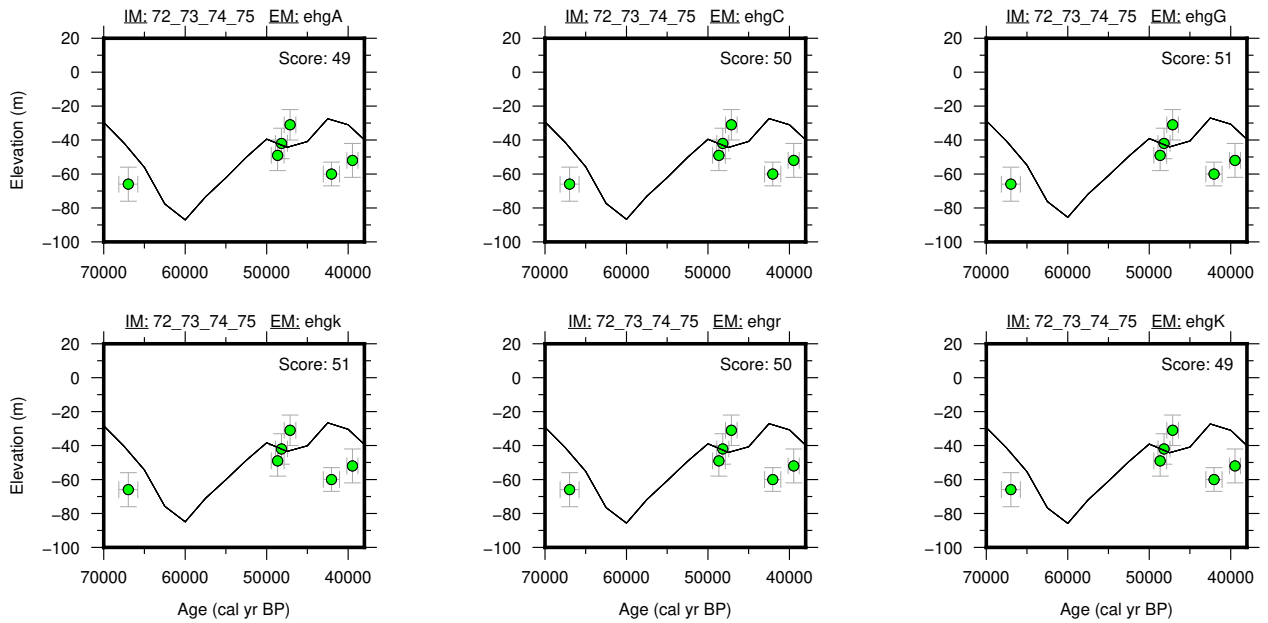 IM: 72_73_74_75 EM: ehgA
IM: 72_73_74_75 EM: ehgC
IM: 72_73_74_75 EM: ehgG
Score: 49
Score: 50
Score: 51
Elevation (m)
20
0
−20
−40
−60
−80
−100
70000 60000 50000 40000
20
0
−20
−40
−60
−80
−100
70000 60000 50000 40000
20
0
−20
−40
−60
−80
−100
70000 60000 50000 40000
IM: 72_73_74_75 EM: ehgk
IM: 72_73_74_75 EM: ehgr
IM: 72_73_74_75 EM: ehgK
Score: 51
Score: 50
Score: 49
Elevation (m)
20
0
−20
−40
−60
−80
−100
70000 60000 50000 40000
Age (cal yr BP)
20
0
−20
−40
−60
−80
−100
70000 60000 50000 40000
Age (cal yr BP)
20
0
−20
−40
−60
−80
−100
70000 60000 50000 40000
Age (cal yr BP)